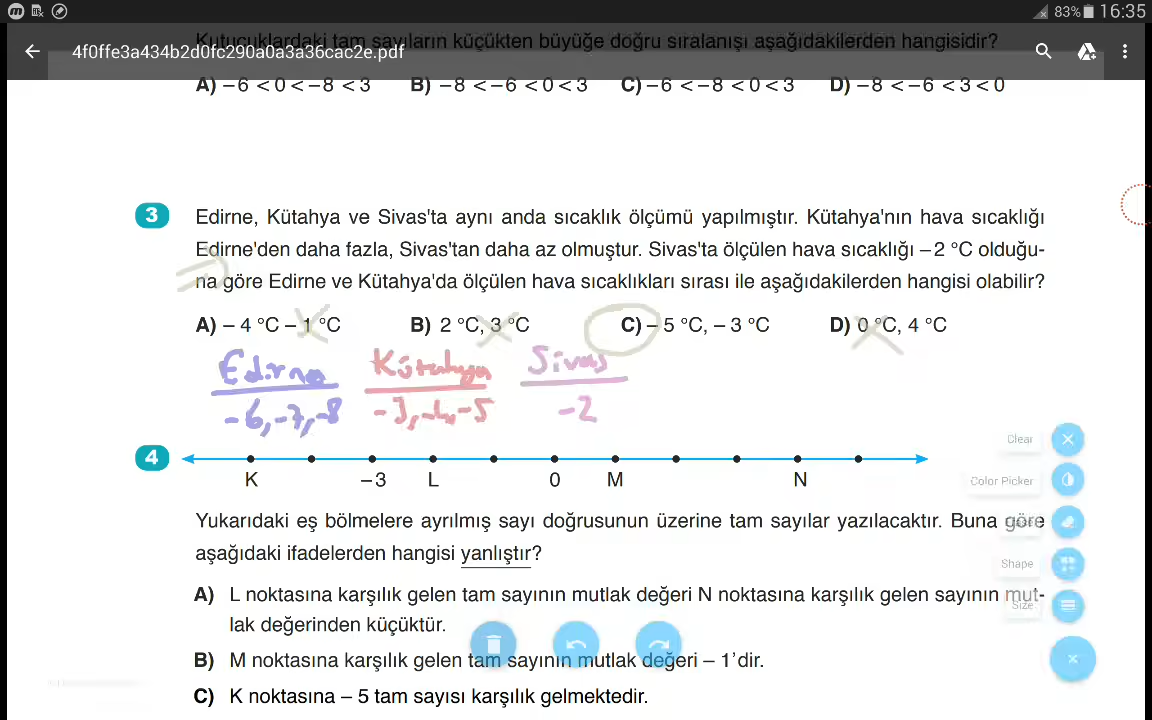 83% 16:35
Kutucuklardaki tam sayıların küçükten büyüğe doğru sıralanışı aşağıdakilerden hangisidir?
4f0ffe3a434b2d0fc290a0a3a36cac2e.pdf
A) –6 <0 <–8 <3 B) –8 <–6 <0 <3 C) –6 <–8 <0 <3 D) –8 <–6 <3 <0
3 Edirne, Kütahya ve Sivas'ta aynı anda sıcaklık ölçümü yapılmıştır. Kütahya'nın hava sıcaklığı
Edirne'den daha fazla, Sivas'tan daha az olmuştur. Sivas'ta ölçülen hava sıcaklığı –2 °C olduğu-
na göre Edirne ve Kütahya'da ölçülen hava sıcaklıkları sırası ile aşağıdakilerden hangisi olabilir?
A) – 4 °C – 1 °C B) 2 °C, 3 °C C) – 5 °C, – 3 °C D) 0 °C, 4 °C
Edirne Kütahya Sivas
-6, -7, -8 -3, -4, -5 -2
4
K –3 L 0 M N
Yukarıdaki eş bölmelere ayrılmış sayı doğrusunun üzerine tam sayılar yazılacaktır. Buna göre
aşağıdaki ifadelerden hangisi yanlıştır?
A) L noktasına karşılık gelen tam sayının mutlak değeri N noktasına karşılık gelen sayının mut-
lak değerinden küçüktür.
B) M noktasına karşılık gelen tam sayının mutlak değeri – 1'dir.
C) K noktasına – 5 tam sayısı karşılık gelmektedir.
Clear
Color Picker
Shape
Size